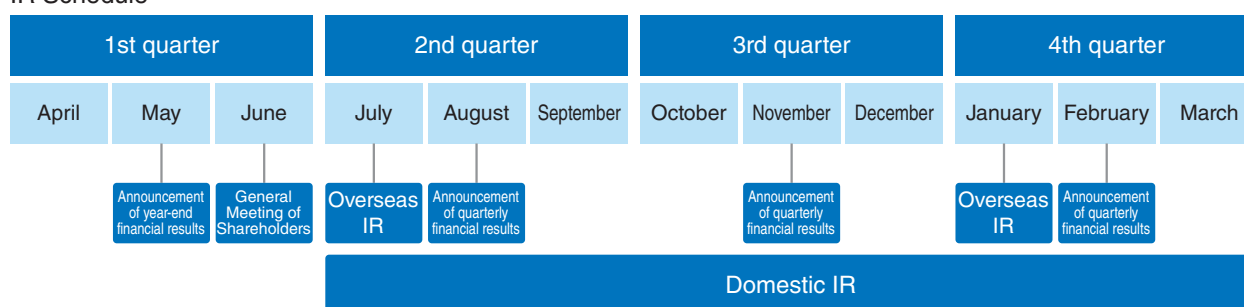 IR Schedule
1st quarter
2nd quarter
3rd quarter
4th quarter
April
May
June
July
August
September
October
November
December
January
February
March
Announcement
of year-end
financial results
General
Meeting of
Shareholders
Overseas
IR
Announcement
of quarterly
financial results
Announcement
of quarterly
financial results
Overseas
IR
Announcement
of quarterly
financial results
Domestic IR